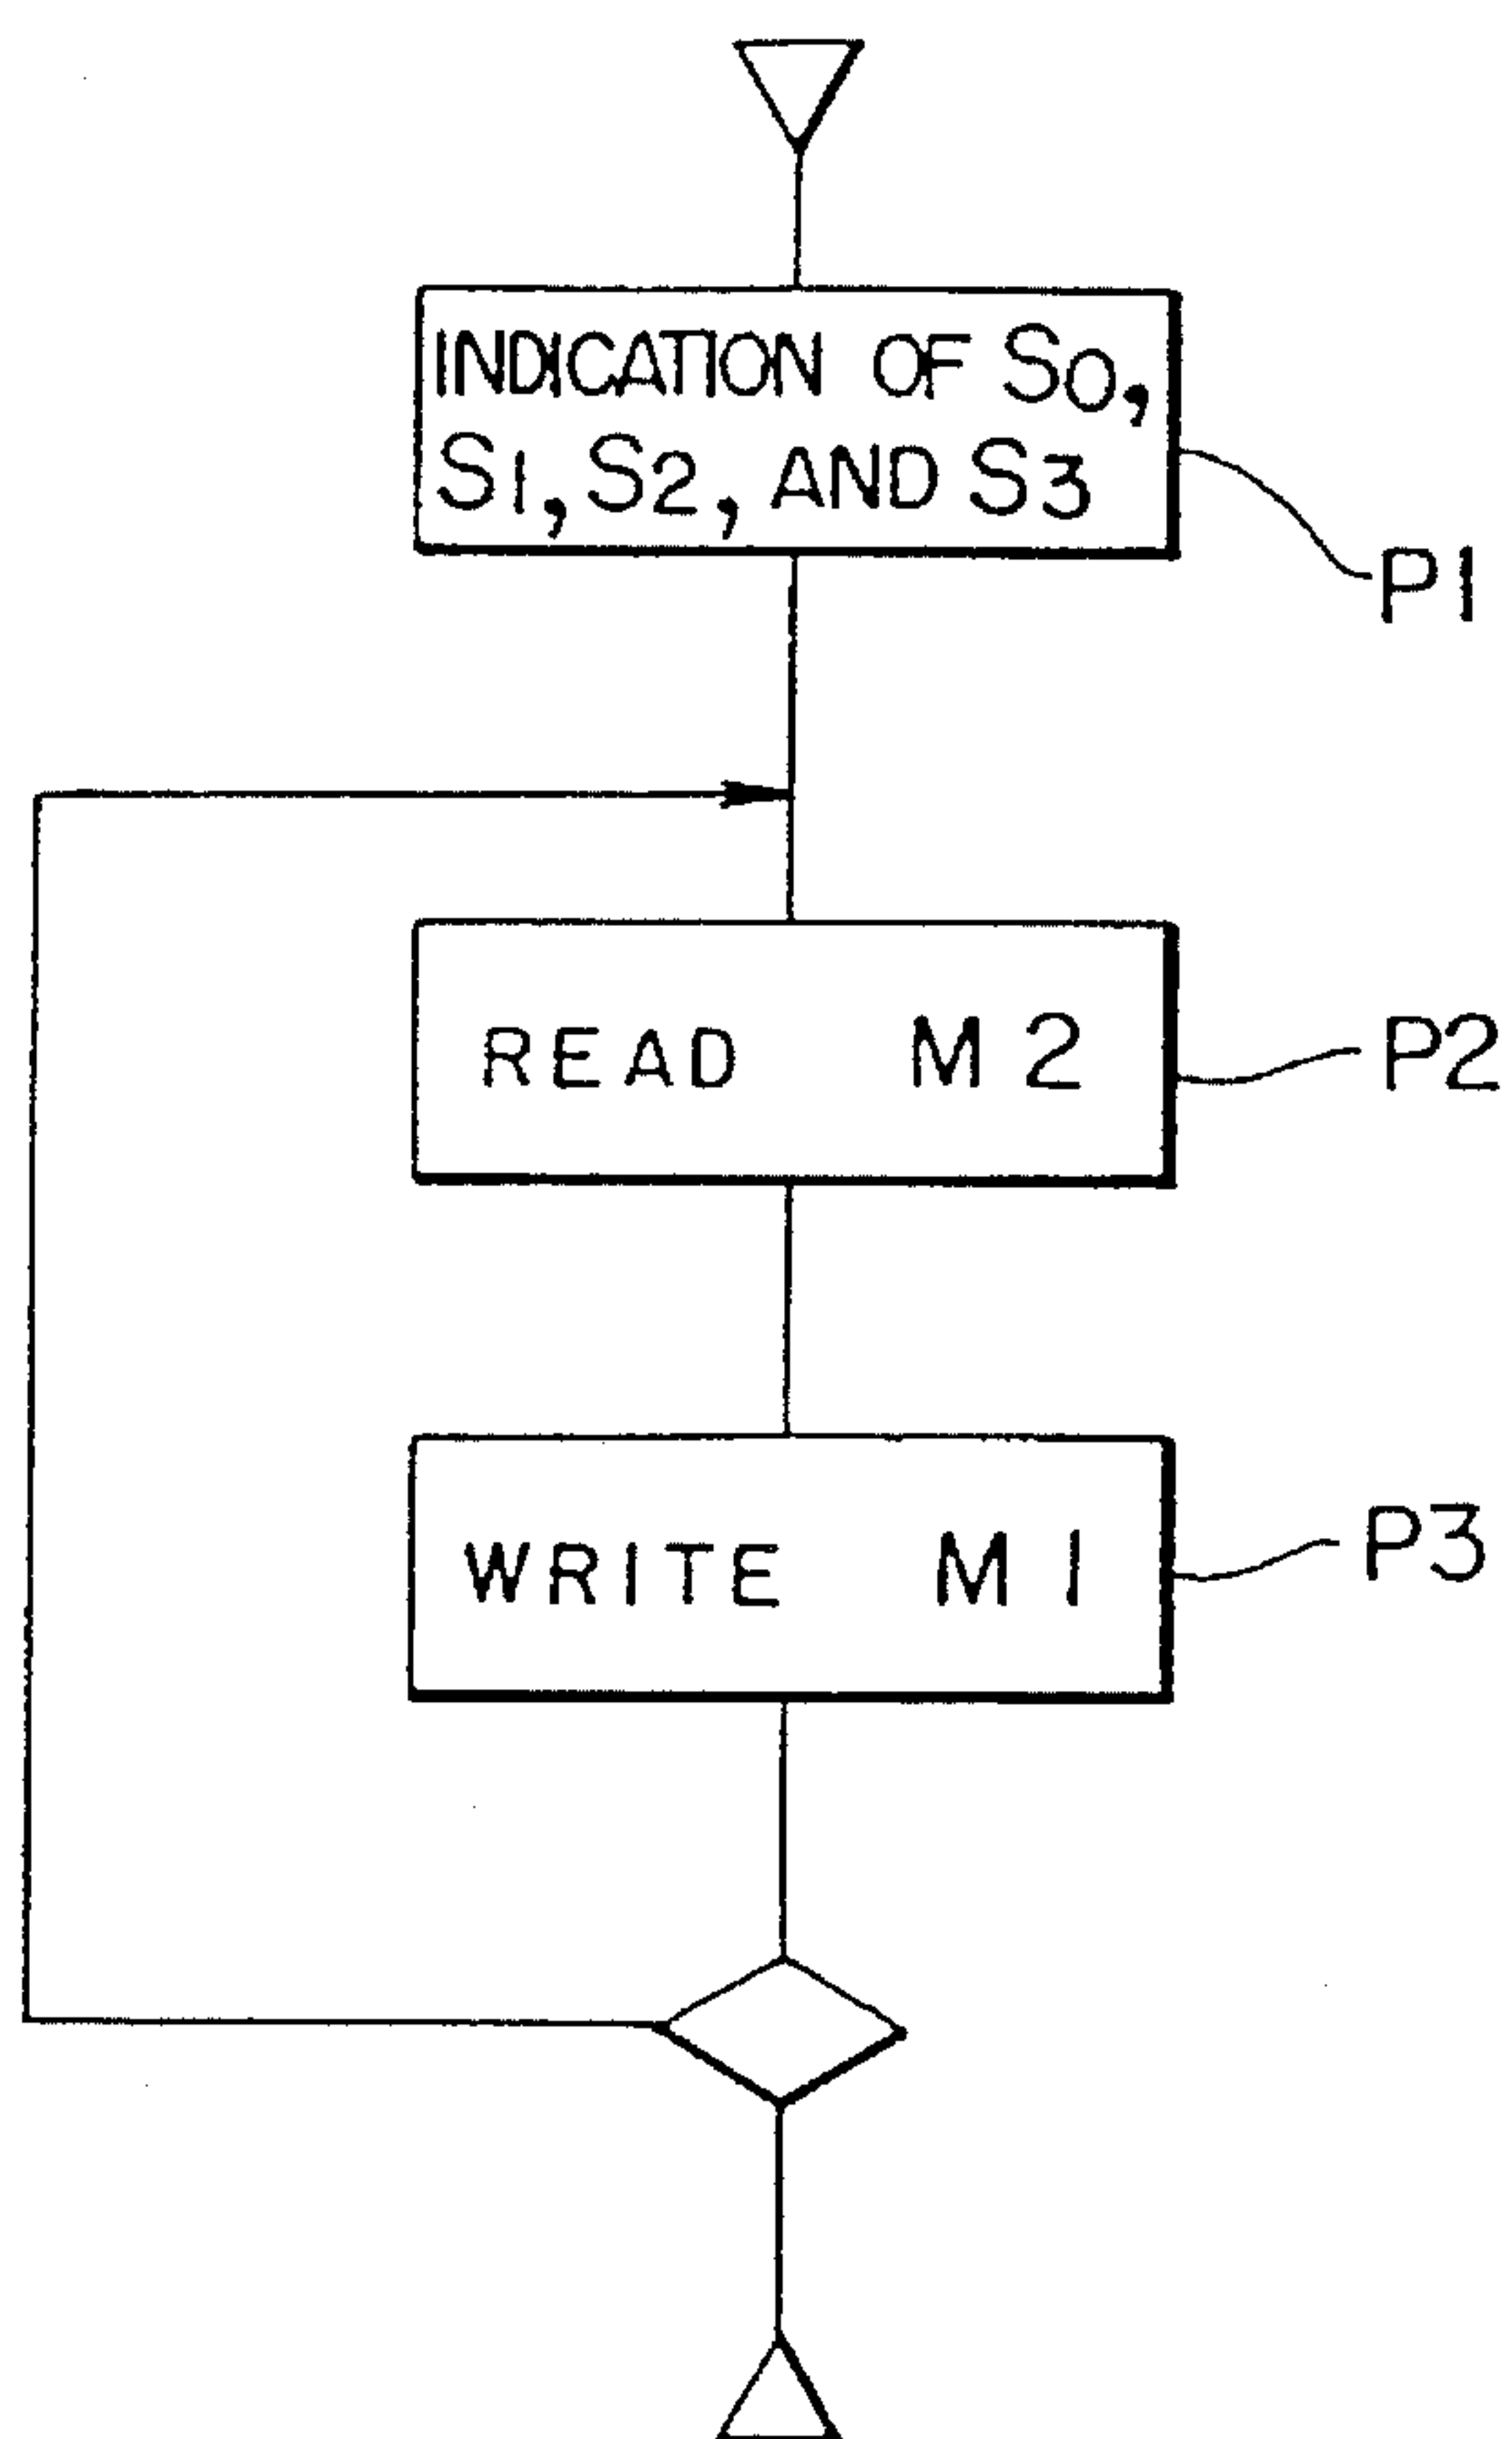 INDICATION OF S0,
S1, S2, AND S3
P1
READ M2
P2
WRITE M1
P3